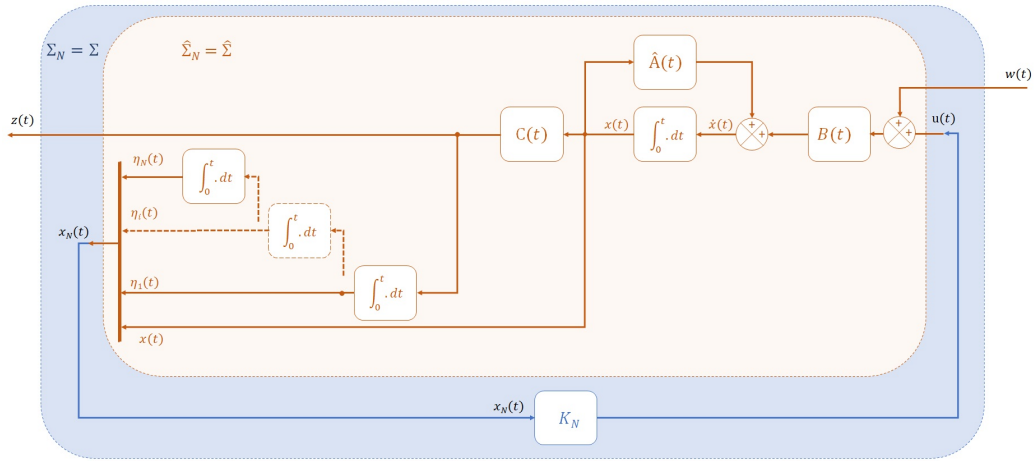 Σ_N = Σ
Σ̂_N = Σ̂
Â(t)
w(t)
z(t)
C(t)
x(t)
∫_0^t . dt
ẋ(t)
+
+
B(t)
+
+
u(t)
η_N(t)
∫_0^t . dt
η_i(t)
∫_0^t . dt
x_N(t)
η_1(t)
∫_0^t . dt
x(t)
x_N(t)
K_N